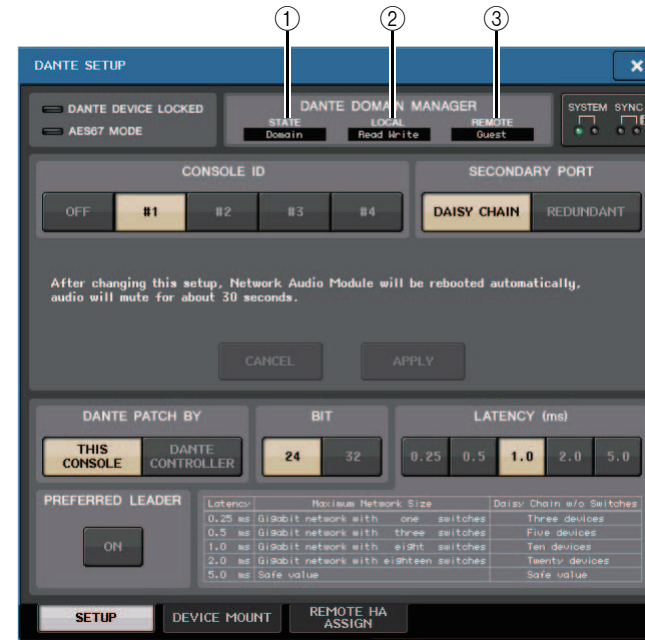 ① ② ③
DANTE SETUP ×
DANTE DEVICE LOCKED
AES67 MODE
DANTE DOMAIN MANAGER
STATE LOCAL REMOTE
Domain Read Write Guest
SYSTEM SYNC
CONSOLE ID
OFF #1 #2 #3 #4
SECONDARY PORT
DAISY CHAIN REDUNDANT
After changing this setup, Network Audio Module will be rebooted automatically,
audio will mute for about 30 seconds.
CANCEL APPLY
DANTE PATCH BY
THIS CONSOLE DANTE CONTROLLER
BIT
24 32
LATENCY (ms)
0.25 0.5 1.0 2.0 5.0
PREFERRED LEADER
ON
Latency Maximum Network Size Daisy Chain w/o Switches
0.25 ms Gigabit network with one switches Three devices
0.5 ms Gigabit network with three switches Five devices
1.0 ms Gigabit network with eight switches Ten devices
2.0 ms Gigabit network with eighteen switches Twenty devices
5.0 ms Safe value Safe value
SETUP DEVICE MOUNT REMOTE HA ASSIGN